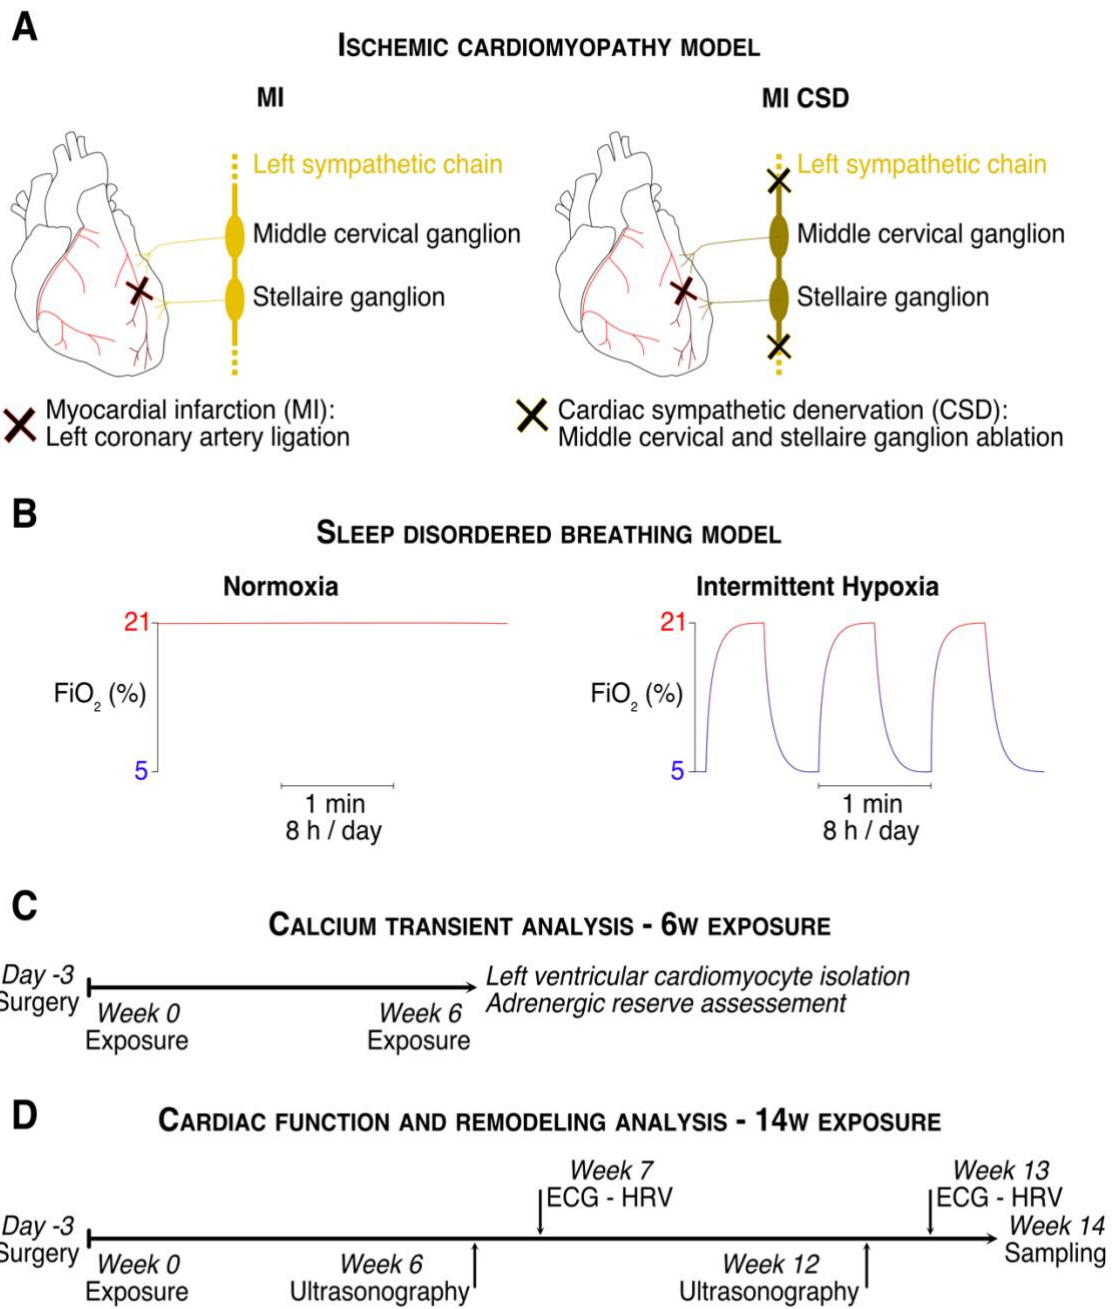 A
Ischemic cardiomyopathy model
MI
MI CSD
Left sympathetic chain
Middle cervical ganglion
Stellaire ganglion
Left sympathetic chain
Middle cervical ganglion
Stellaire ganglion
Myocardial infarction (MI):
Left coronary artery ligation
Cardiac sympathetic denervation (CSD):
Middle cervical and stellaire ganglion ablation
B
Sleep disordered breathing model
Normoxia
21
FiO2 (%)
5
1 min
8 h / day
Intermittent Hypoxia
21
FiO2 (%)
5
1 min
8 h / day
C
Calcium transient analysis - 6w exposure
Day -3
Surgery
Week 0
Exposure
Week 6
Exposure
Left ventricular cardiomyocyte isolation
Adrenergic reserve assessement
D
Cardiac function and remodeling analysis - 14w exposure
Day -3
Surgery
Week 0
Exposure
Week 6
Ultrasonography
Week 7
ECG - HRV
Week 12
Ultrasonography
Week 13
ECG - HRV
Week 14
Sampling